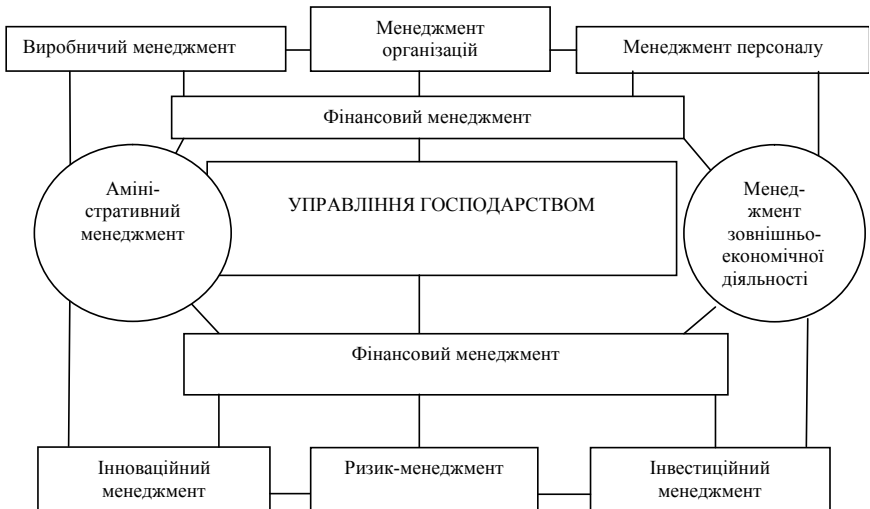 Виробничий менеджмент
Менеджмент
організацій
Менеджмент персоналу
Фінансовий менеджмент
Аміні-
стративний
менеджмент
УПРАВЛІННЯ ГОСПОДАРСТВОМ
Менед-
жмент
зовнішньо-
економічної
діяльності
Фінансовий менеджмент
Інноваційний
менеджмент
Ризик-менеджмент
Інвестиційний
менеджмент